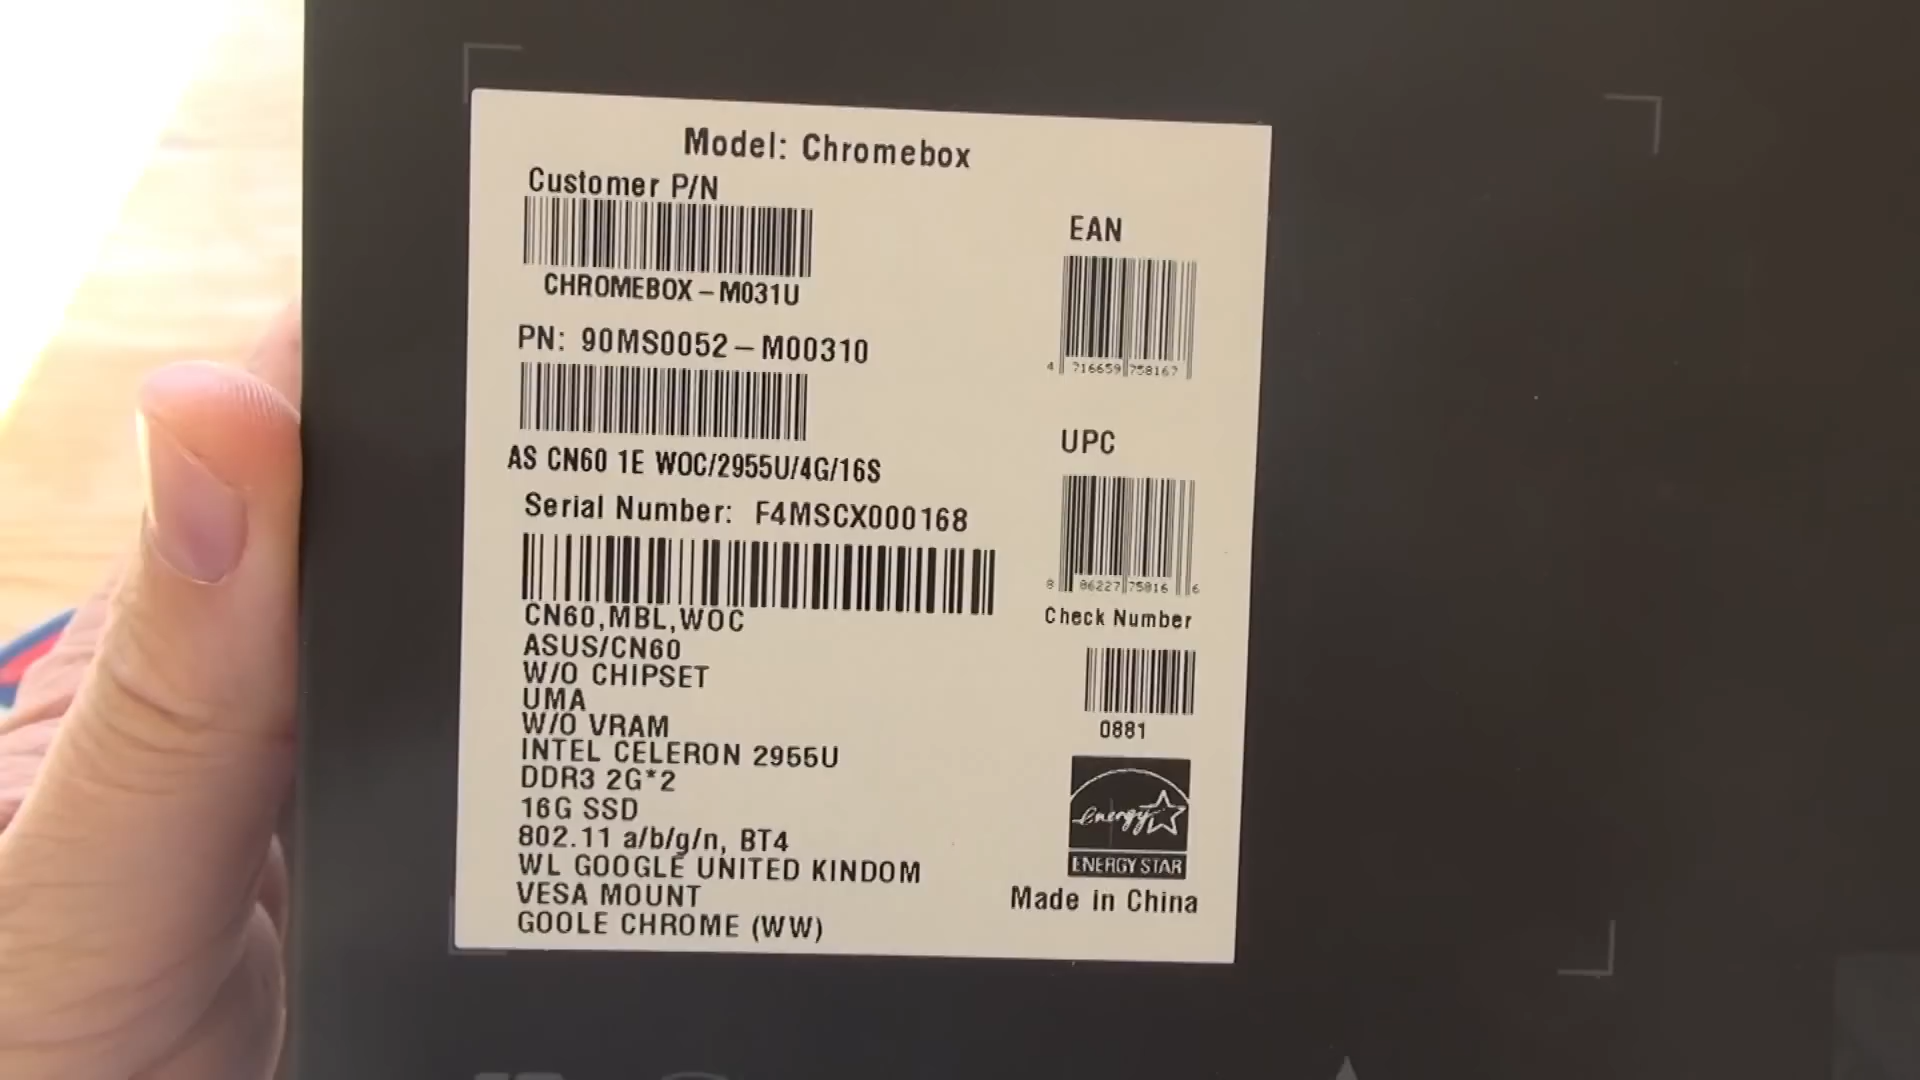 Model: Chromebox
Customer P/N
CHROMEBOX-M031U
PN: 90MS0052-M00310
AS CN60 1E WOC/2955U/4G/16S
Serial Number: F4MSCX000168
CN60,MBL,WOC
ASUS/CN60
W/O CHIPSET
UMA
W/O VRAM
INTEL CELERON 2955U
DDR3 2G*2
16G SSD
802.11 a/b/g/n, BT4
WL GOOGLE UNITED KINDOM
VESA MOUNT
GOOLE CHROME (WW)
EAN
4 716659 758167
UPC
8 86227 75816 6
Check Number
0881
energy
ENERGY STAR
Made in China